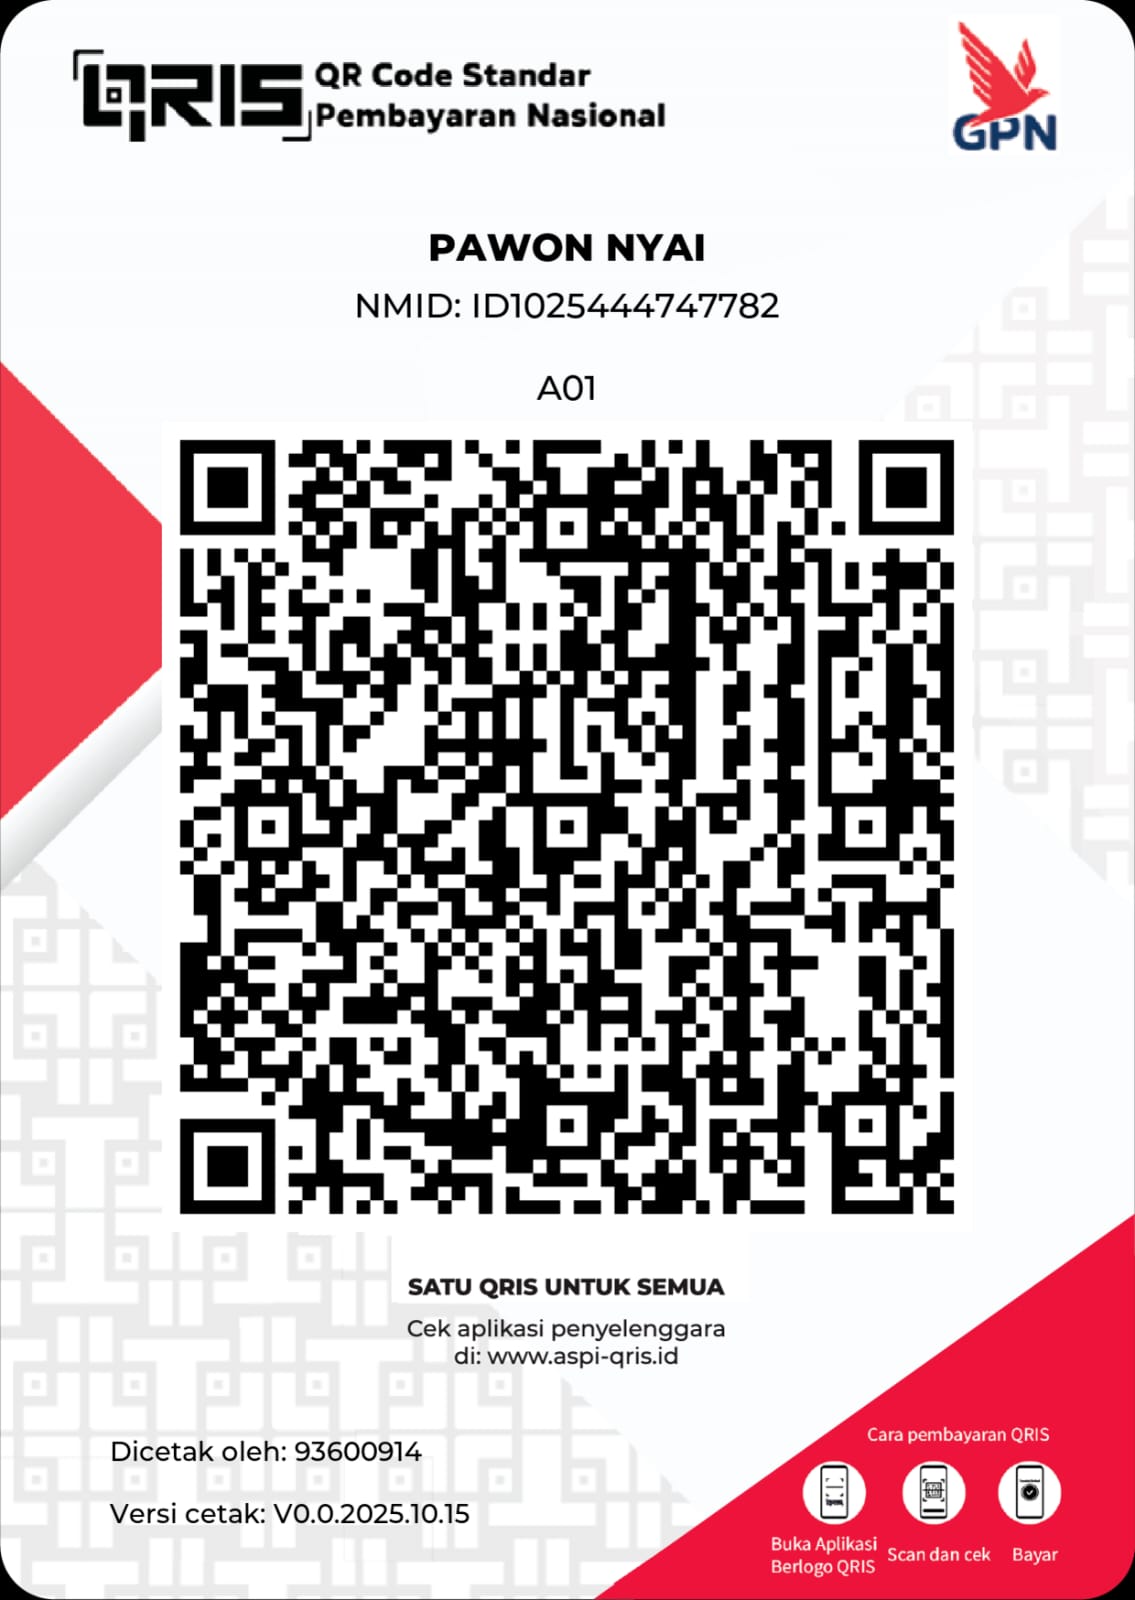 QRIS
QR Code Standar
Pembayaran Nasional
GPN
PAWON NYAI
NMID: ID1025444747782
A01
SATU QRIS UNTUK SEMUA
Cek aplikasi penyelenggara
di: www.aspi-qris.id
Dicetak oleh: 93600914
Versi cetak: V0.0.2025.10.15
Cara pembayaran QRIS
Buka Aplikasi
Berlogo QRIS
Scan dan cek
Bayar